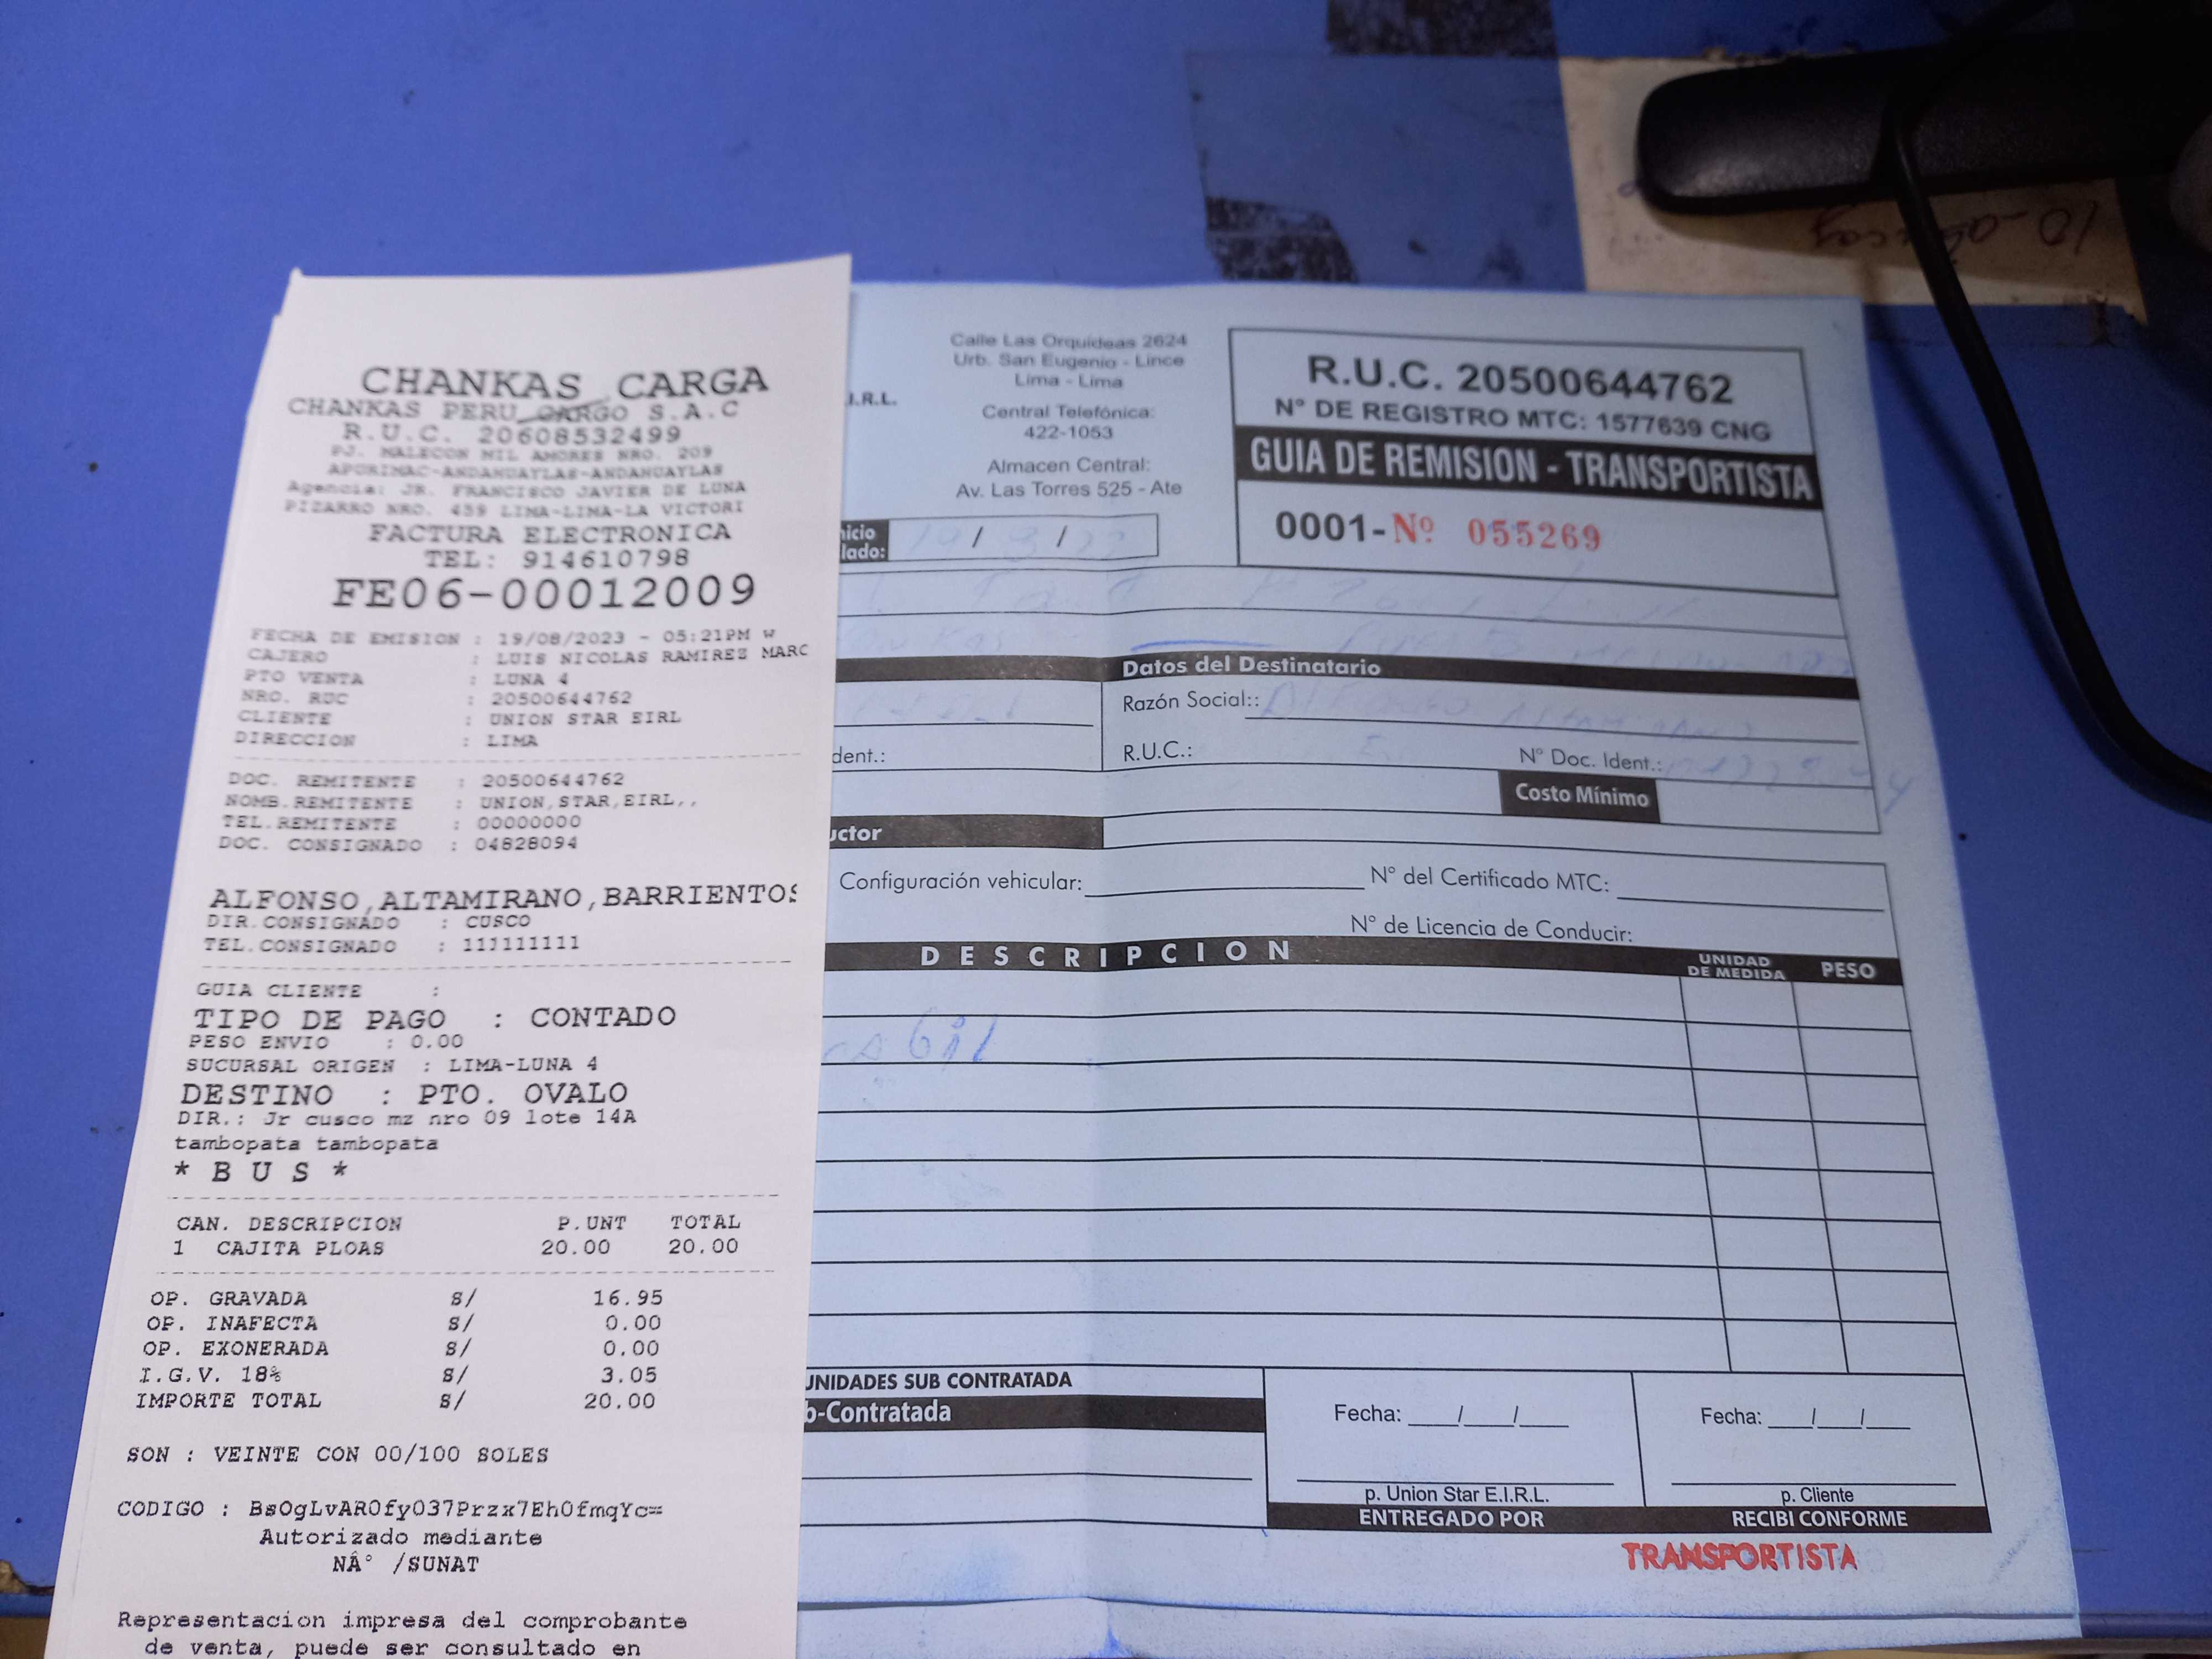 CHANKAS CARGA
CHANKAS PERU CARGO S.A.C
R.U.C. 20608532499
PJ. MALECON MIL AMORES NRO. 209
APURIMAC-ANDAHUAYLAS-ANDAHUAYLAS
Agencia: JR. FRANCISCO JAVIER DE LUNA
PIZARRO NRO. 459 LIMA-LIMA-LA VICTORI
FACTURA ELECTRONICA
TEL: 914610798
FE06-00012009
FECHA DE EMISION : 19/08/2023 - 05:21PM W
CAJERO : LUIS NICOLAS RAMIREZ MARC
PTO VENTA : LUNA 4
NRO. RUC : 20500644762
CLIENTE : UNION STAR EIRL
DIRECCION : LIMA
DOC. REMITENTE : 20500644762
NOMB.REMITENTE : UNION,STAR,EIRL,,
TEL.REMITENTE : 00000000
DOC. CONSIGNADO : 04828094
ALFONSO,ALTAMIRANO,BARRIENTOS
DIR.CONSIGNADO : CUSCO
TEL.CONSIGNADO : 111111111
GUIA CLIENTE :
TIPO DE PAGO : CONTADO
PESO ENVIO : 0.00
SUCURSAL ORIGEN : LIMA-LUNA 4
DESTINO : PTO. OVALO
DIR.: Jr cusco mz nro 09 lote 14A
tambopata tambopata
* B U S *
CAN. DESCRIPCION P.UNT TOTAL
1 CAJITA PLOAS 20.00 20.00
OP. GRAVADA S/ 16.95
OP. INAFECTA S/ 0.00
OP. EXONERADA S/ 0.00
I.G.V. 18% S/ 3.05
IMPORTE TOTAL S/ 20.00
SON : VEINTE CON 00/100 SOLES
CODIGO : BsOgLvAR0fy037Przx7Eh0fmqYc=
Autorizado mediante
NÂ° /SUNAT
Representacion impresa del comprobante
de venta, puede ser consultado en
I.R.L.
Calle Las Orquideas 2624
Urb. San Eugenio - Lince
Lima - Lima
Central Telefónica:
422-1053
Almacen Central:
Av. Las Torres 525 - Ate
R.U.C. 20500644762
N° DE REGISTRO MTC: 1577639 CNG
GUIA DE REMISION - TRANSPORTISTA
0001-Nº 055269
nicio
lado: / /
Datos del Destinatario
Razón Social::
dent.:
R.U.C.: N° Doc. Ident.:
Costo Mínimo
uctor
Configuración vehicular: N° del Certificado MTC:
N° de Licencia de Conducir:
DESCRIPCION UNIDAD DE MEDIDA PESO
UNIDADES SUB CONTRATADA
b-Contratada
Fecha: ___/___/___ Fecha: ___/___/___
p. Union Star E.I.R.L. p. Cliente
ENTREGADO POR RECIBI CONFORME
TRANSPORTISTA